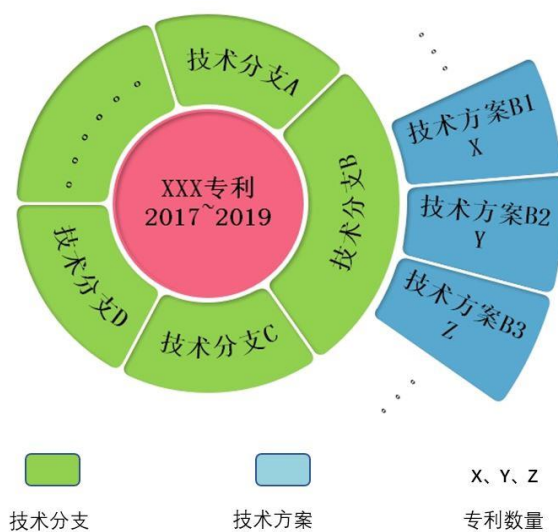 技术分支A
技术分支B
技术方案B1
X
技术方案B2
Y
技术方案B3
Z
XXX专利
2017~2019
技术分支D
技术分支C
X、Y、Z
技术分支
技术方案
专利数量